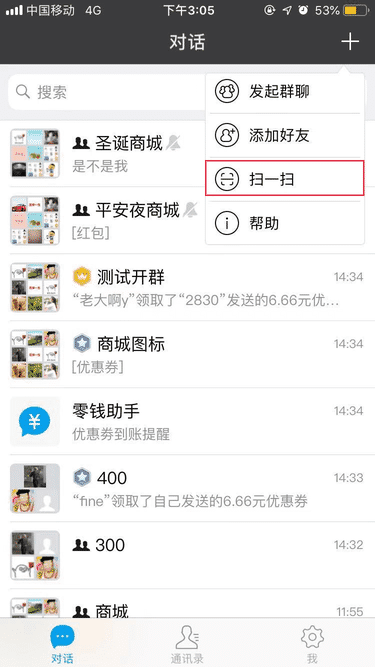 中国移动 4G 下午3:05 53%
对话
搜索
发起群聊
添加好友
扫一扫
帮助
圣诞商城
是不是我
平安夜商城
[红包]
测试开群 14:34
“老大啊y”领取了“2830”发送的6.66元优…
商城图标 14:34
[优惠券]
零钱助手 14:34
优惠券到账提醒
400 14:33
“fine”领取了自己发送的6.66元优惠券
300 14:32
商城 11:55
对话 通讯录 我